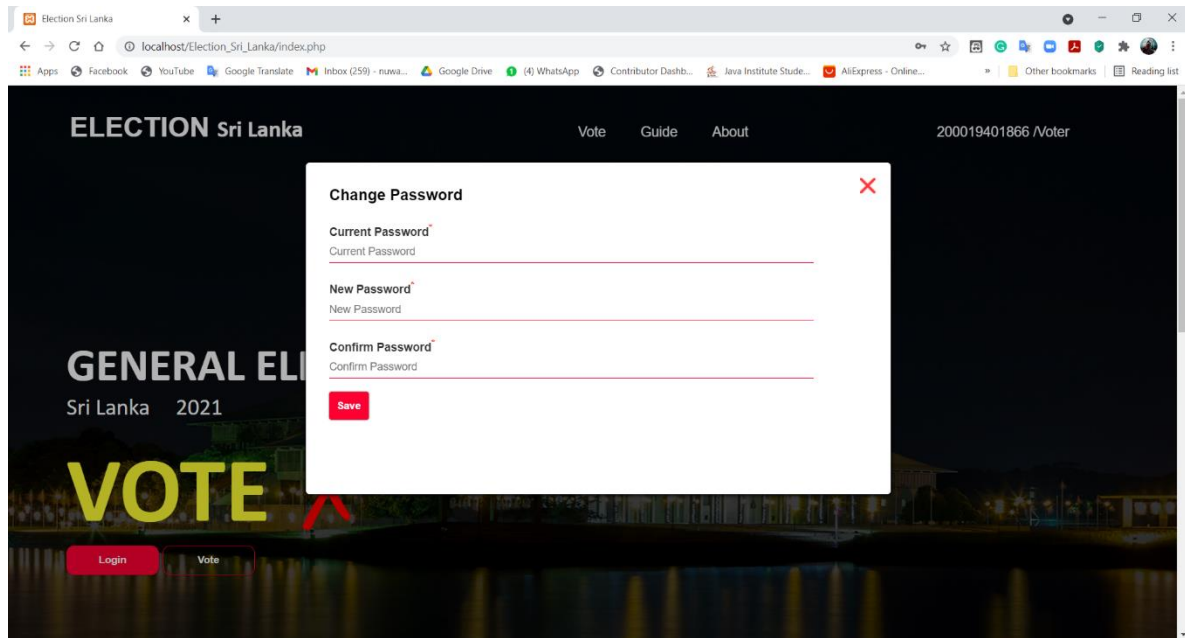 Election Sri Lanka
localhost/Election_Sri_Lanka/index.php
Apps Facebook YouTube Google Translate Inbox (259) - nuwa... Google Drive (4) WhatsApp Contributor Dashb... Java Institute Stude... AliExpress - Online... » Other bookmarks Reading list
ELECTION Sri Lanka Vote Guide About 200019401866 /Voter
Change Password
Current Password*
Current Password
New Password*
New Password
Confirm Password*
Confirm Password
Save
GENERAL EL
Sri Lanka 2021
VOTE
Login Vote